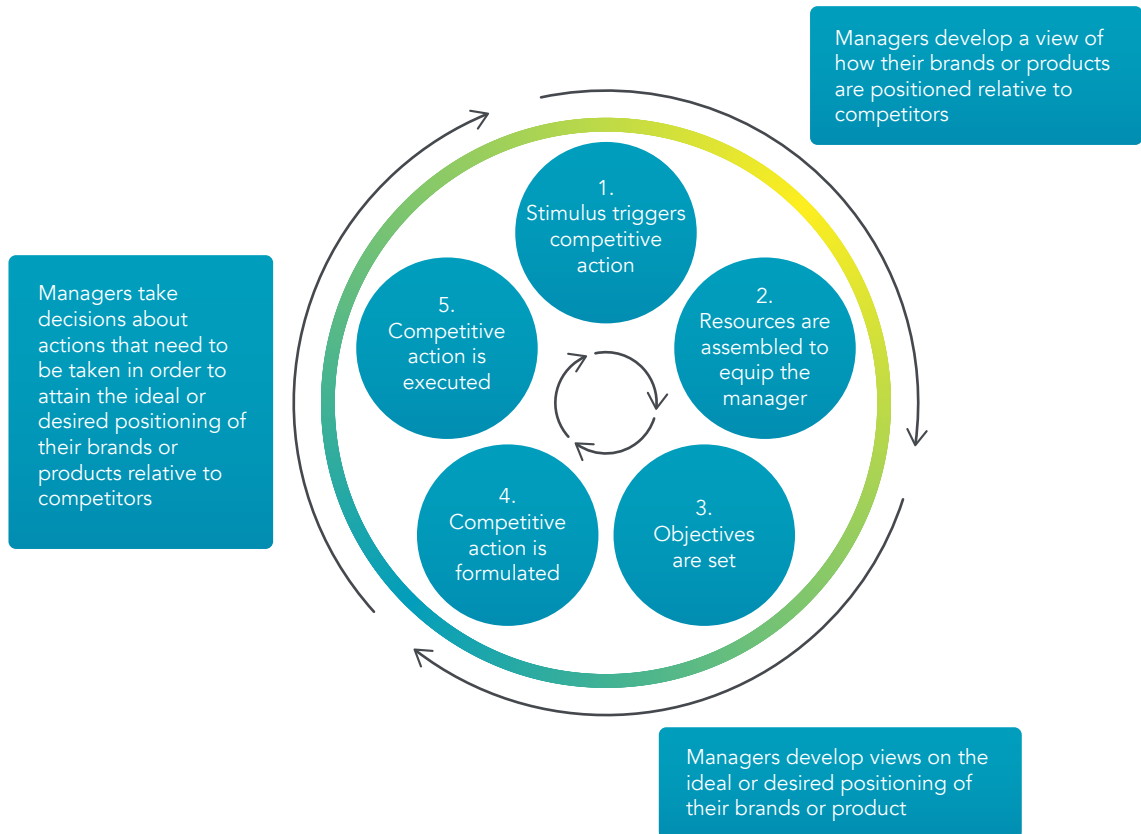 Managers develop a view of
how their brands or products
are positioned relative to
competitors
1.
Stimulus triggers
competitive
action
2.
Resources are
assembled to
equip the
manager
3.
Objectives
are set
4.
Competitive
action is
formulated
5.
Competitive
action is
executed
Managers develop views on the
ideal or desired positioning of
their brands or product
Managers take
decisions about
actions that need to
be taken in order to
attain the ideal or
desired positioning of
their brands or
products relative to
competitors